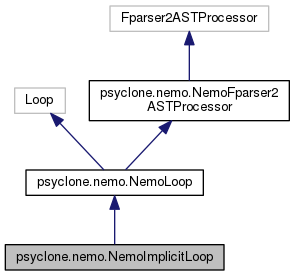 Fparser2ASTProcessor
Loop
psyclone.nemo.NemoFparser2
ASTProcessor
psyclone.nemo.NemoLoop
psyclone.nemo.NemoImplicitLoop